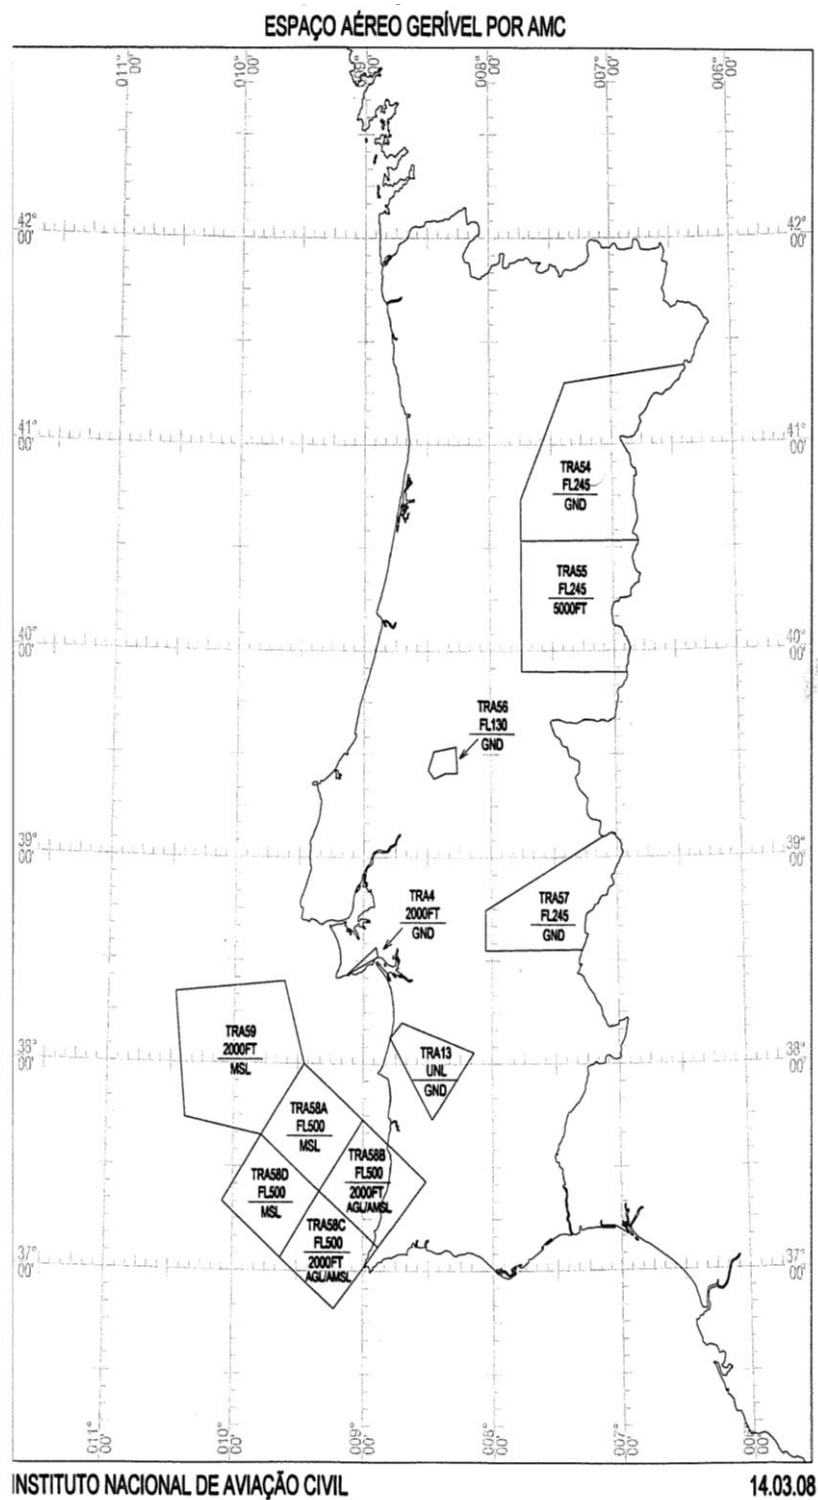 ESPAÇO AÉREO GERÍVEL POR AMC
011° 00'
010° 00'
009° 00'
008° 00'
007° 00'
006° 00'
42° 00'
42° 00'
41° 00'
41° 00'
TRA54
FL245
GND
TRA55
FL245
5000FT
40° 00'
40° 00'
TRA56
FL130
GND
39° 00'
39° 00'
TRA4
2000FT
GND
TRA57
FL245
GND
TRA59
2000FT
MSL
38° 00'
38° 00'
TRA13
UNL
GND
TRA58A
FL500
MSL
TRA58B
FL500
2000FT
AGL/AMSL
TRA58D
FL500
MSL
TRA58C
FL500
2000FT
AGL/AMSL
37° 00'
37° 00'
011° 00'
010° 00'
009° 00'
008° 00'
007° 00'
006° 00'
INSTITUTO NACIONAL DE AVIAÇÃO CIVIL
14.03.08